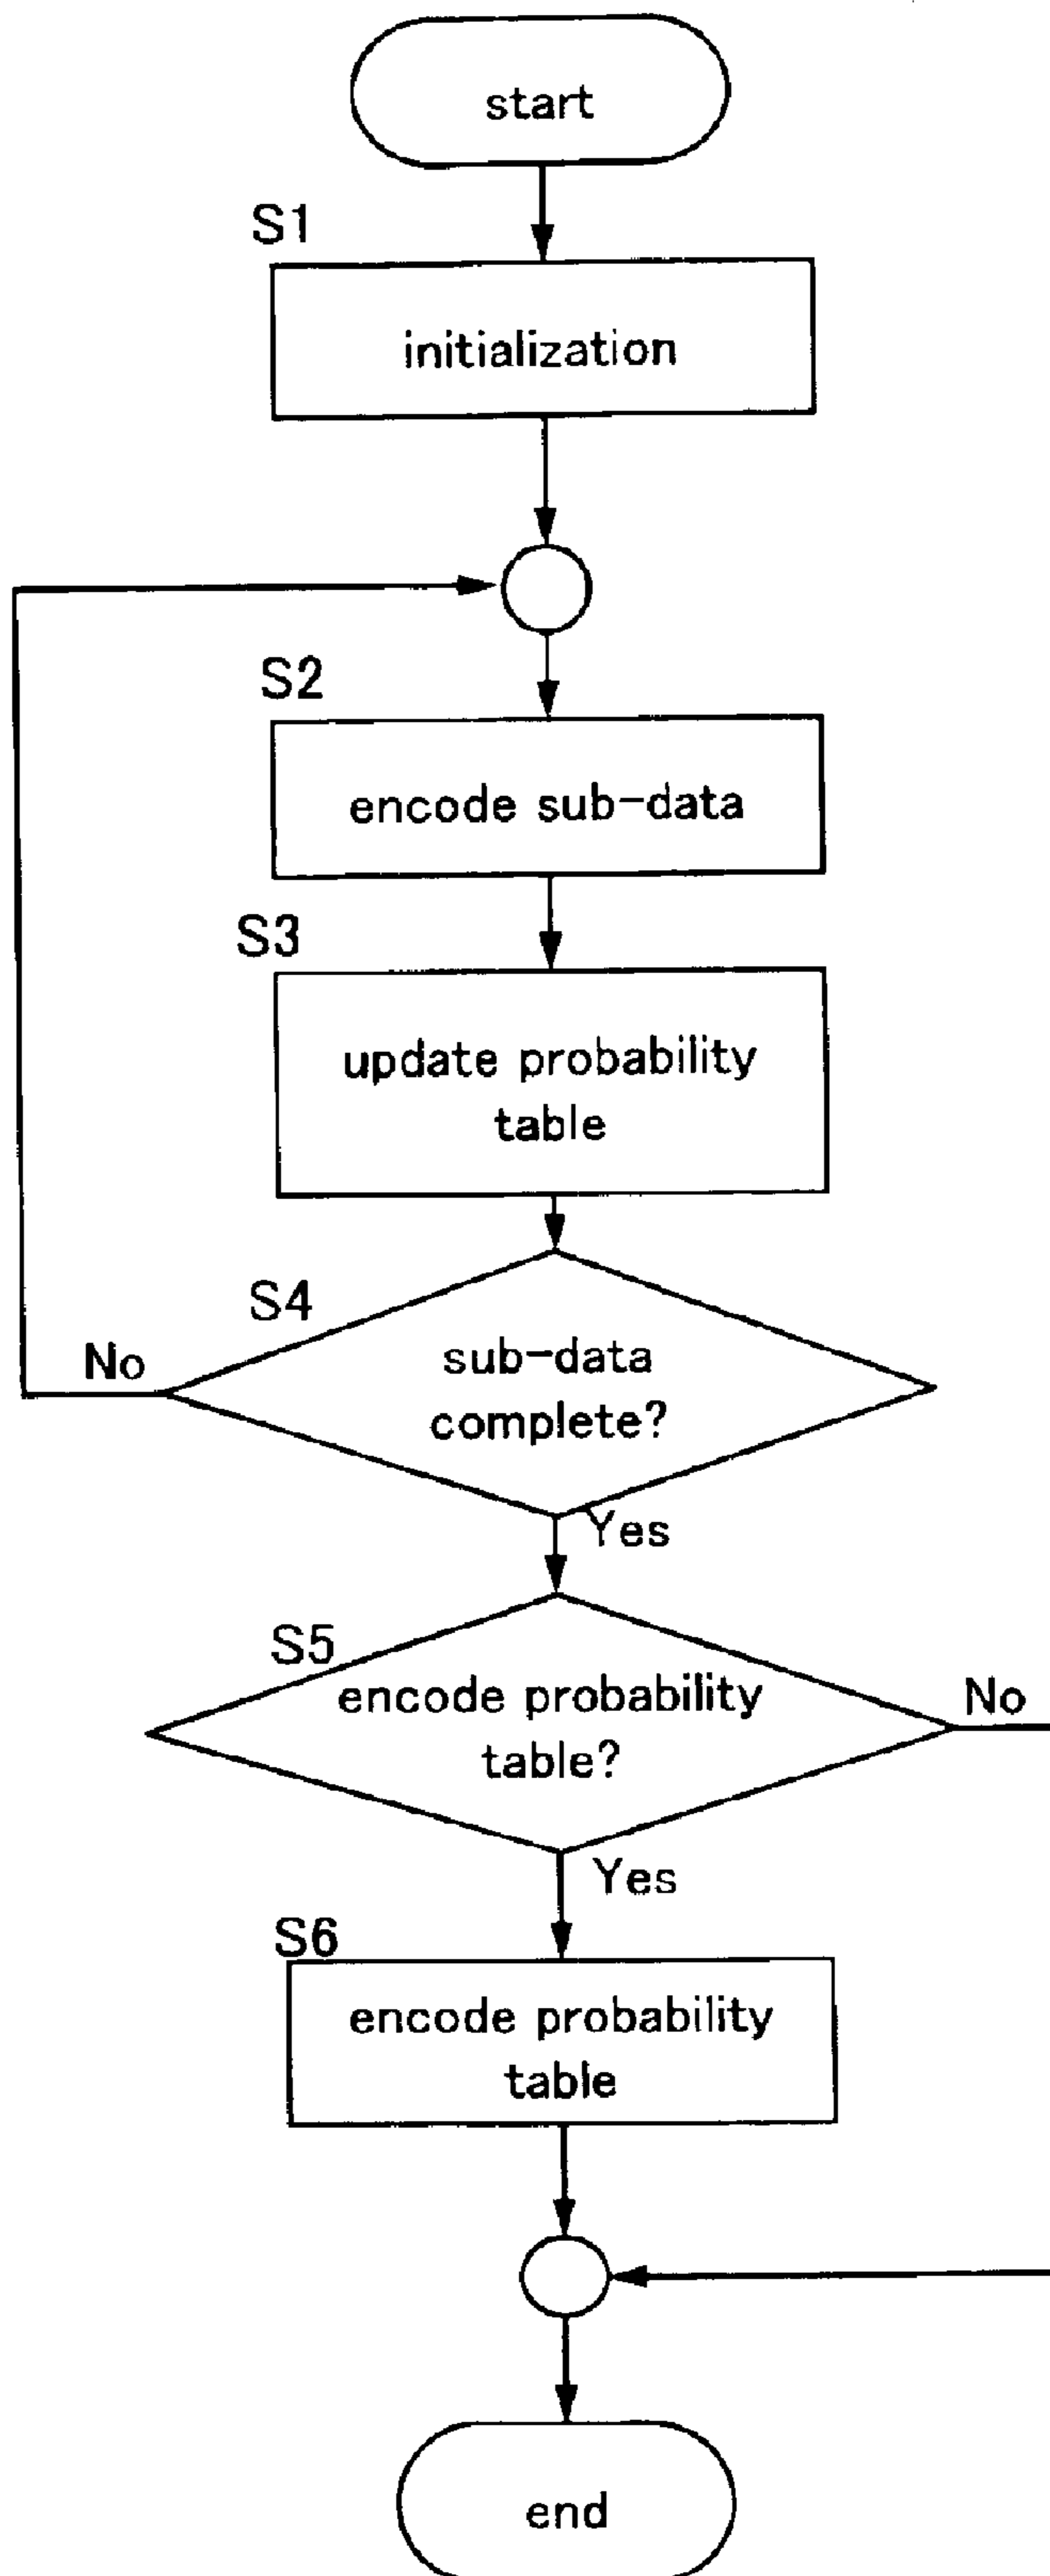 start
S1
initialization
S2
encode sub-data
S3
update probability
table
S4
No
sub-data
complete?
Yes
S5
encode probability
table?
No
Yes
S6
encode probability
table
end